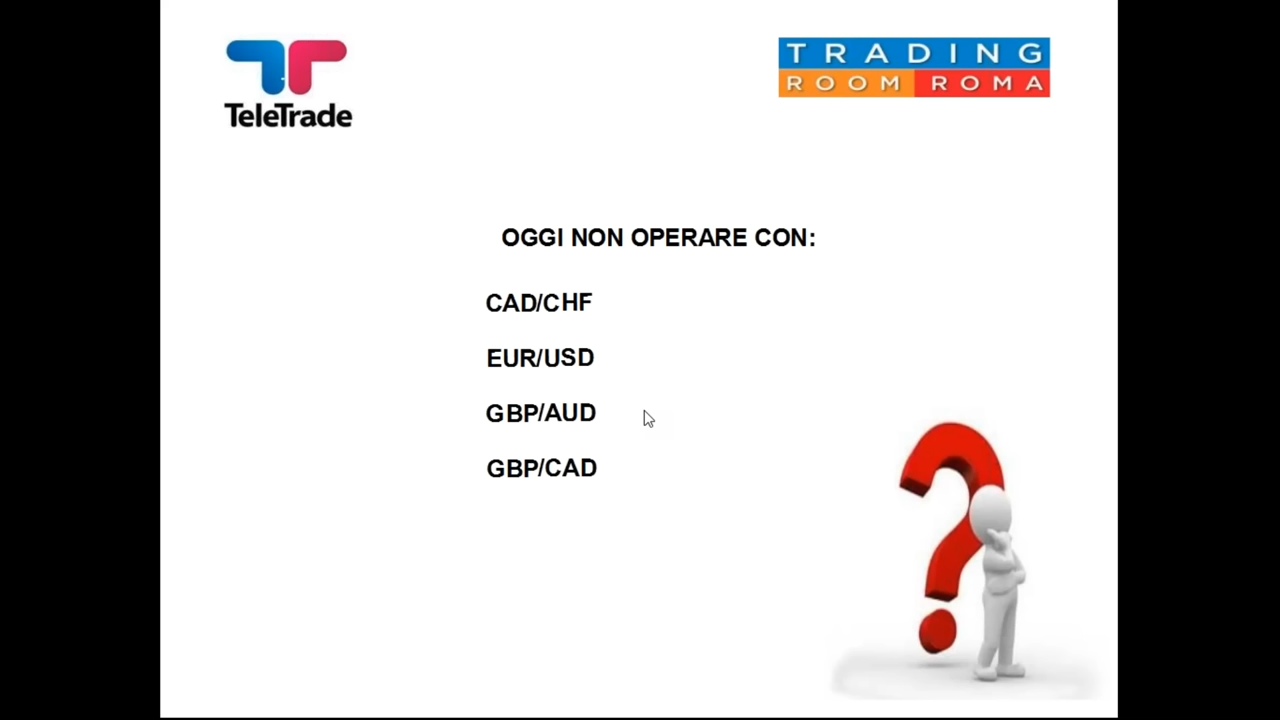 TeleTrade
TRADING
ROOM ROMA
OGGI NON OPERARE CON:
CAD/CHF
EUR/USD
GBP/AUD
GBP/CAD